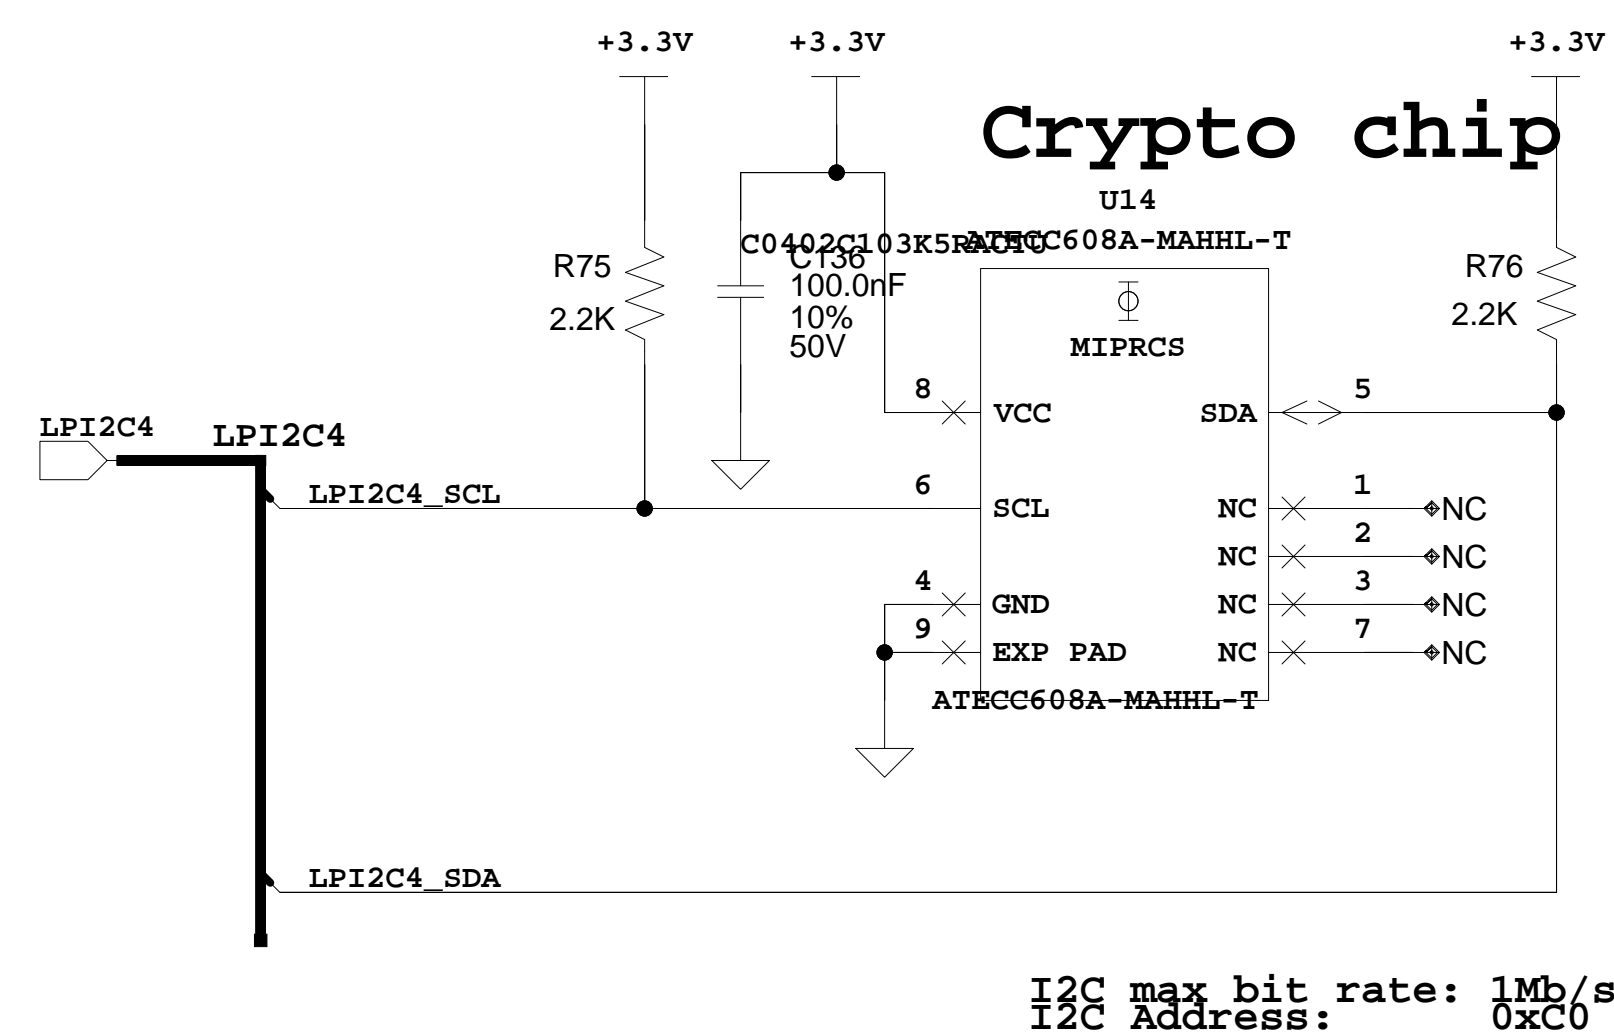 +3.3V
+3.3V
+3.3V
Crypto chip
U14
C0402C103K5RACTU
ATECC608A-MAHHL-T
R75
2.2K
C136
100.0nF
10%
50V
MIPRCS
R76
2.2K
8
VCC
SDA
5
LPI2C4
LPI2C4
LPI2C4_SCL
6
SCL
NC
1
NC
NC
2
NC
4
GND
NC
3
NC
9
EXP PAD
NC
7
NC
ATECC608A-MAHHL-T
LPI2C4_SDA
I2C max bit rate: 1Mb/s
I2C Address: 0xC0